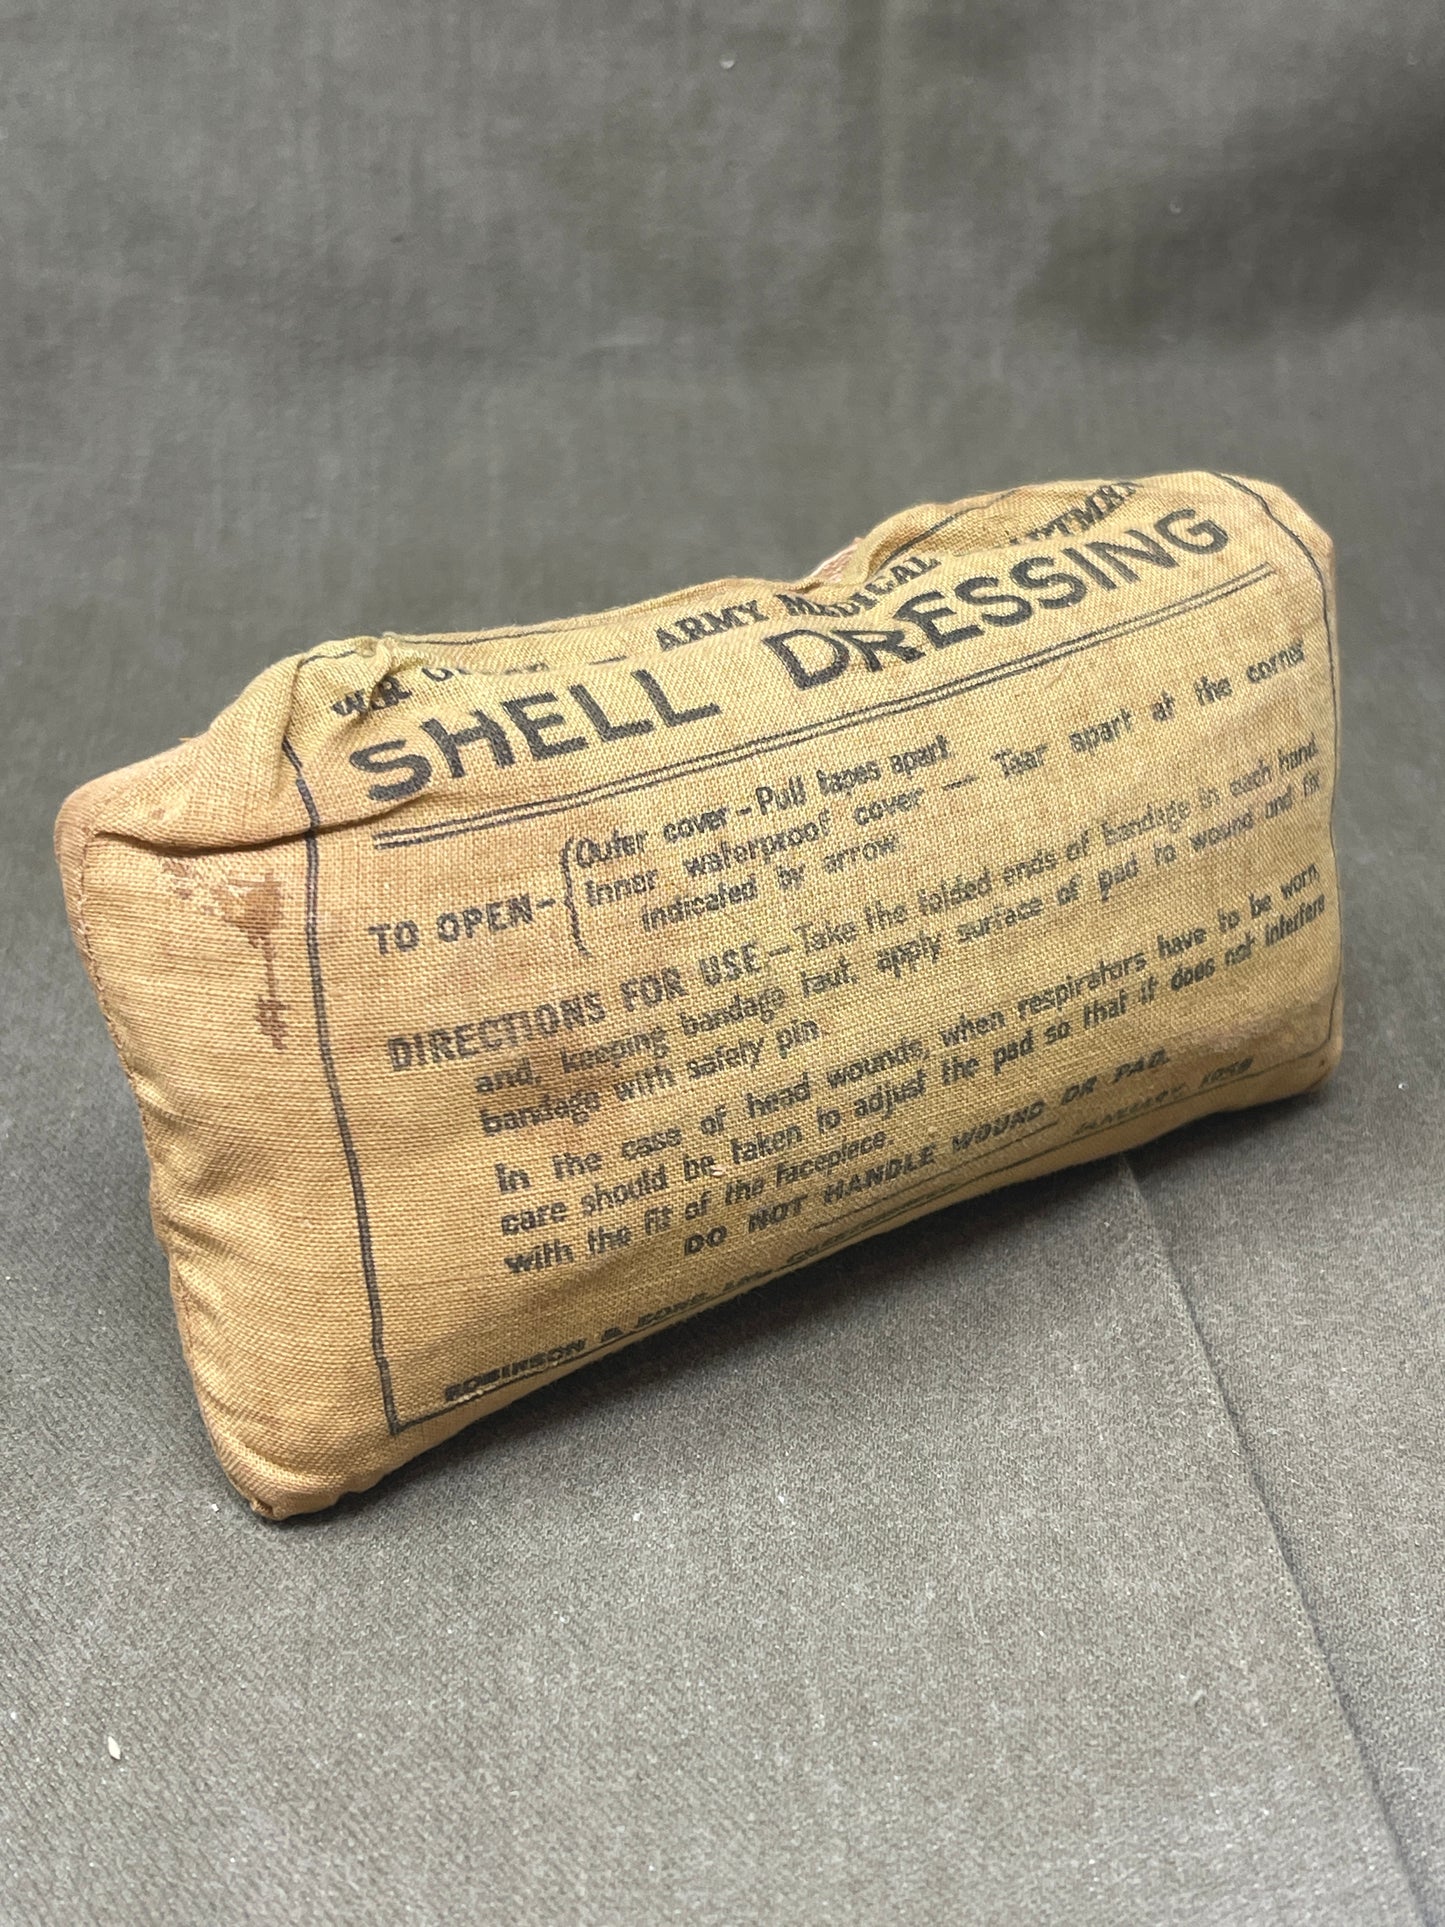 ARMY MEDICAL
SHELL DRESSING
TO OPEN- Outer cover - Pull tapes apart
Inner waterproof cover — Tear apart at the corner
indicated by arrow
DIRECTIONS FOR USE - Take the folded ends of bandage in each hand
and, keeping bandage taut, apply surface of pad to wound and fix
bandage with safety pin
In the case of head wounds, when respirators have to be worn,
care should be taken to adjust the pad so that it does not interfere
with the fit of the facepiece.
DO NOT HANDLE WOUND OR PAD.
ROBINSON & SONS, LTD. CHESTERFIELD